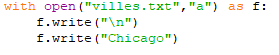 with open("villes.txt","a") as f:
    f.write("\n")
    f.write("Chicago")